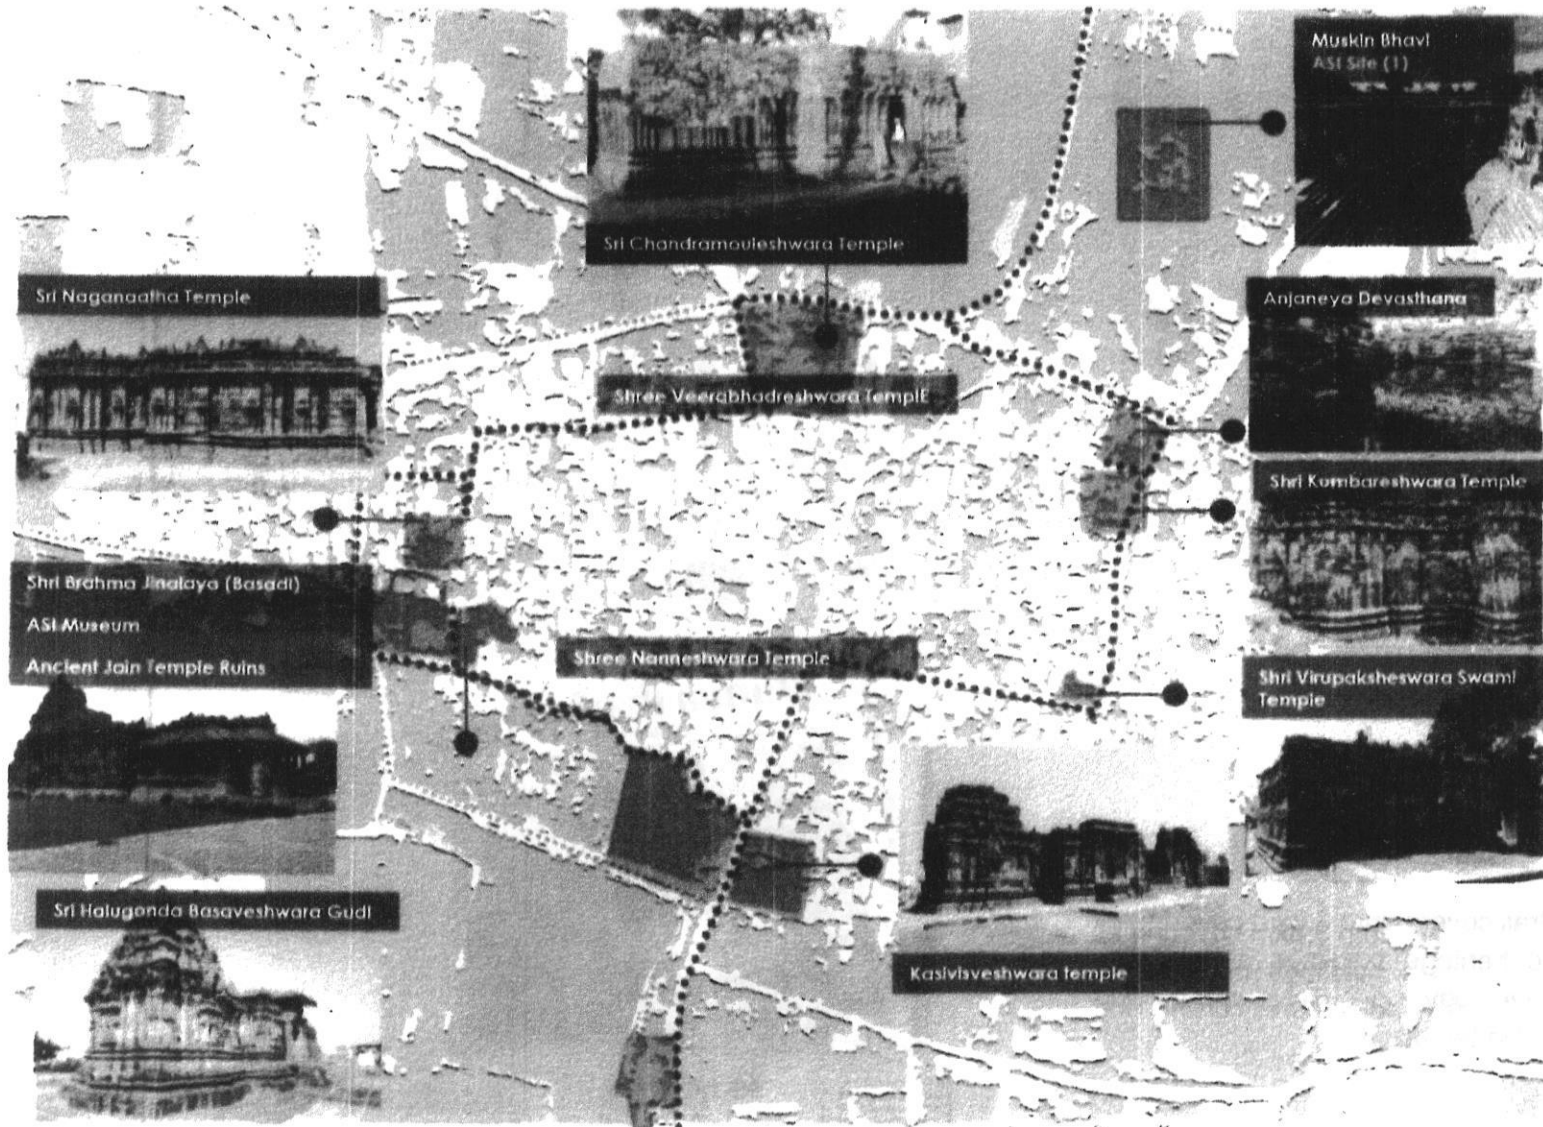 Muskin Bhavi
ASI Site (1)
Sri Chandramouleshwara Temple
Sri Naganaatha Temple
Anjaneya Devasthana
Shree Veerabhadreshwara Temple
Shri Kumbareshwara Temple
Shri Brahma Jinalaya (Basadi)
ASI Museum
Ancient Jain Temple Ruins
Shree Nanneshwara Temple
Shri Virupaksheswara Swami
Temple
Sri Halugonda Basaveshwara Gudi
Kasivisveshwara temple